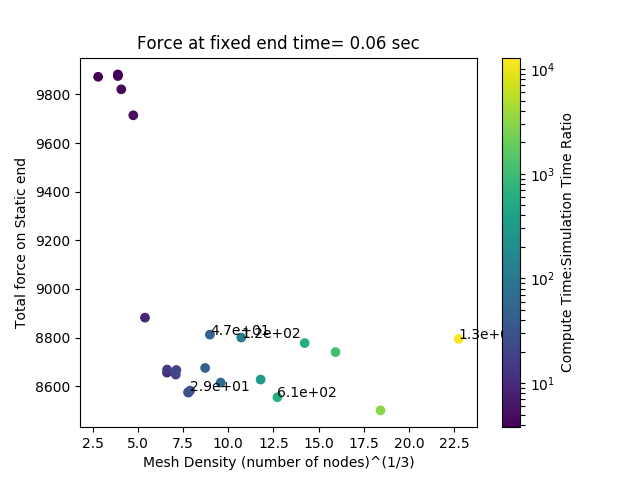 Force at fixed end time= 0.06 sec
Total force on Static end
9800
9600
9400
9200
9000
8800
8600
4.7e+01
1.2e+02
1.3e+0
2.9e+01
6.1e+02
2.5
5.0
7.5
10.0
12.5
15.0
17.5
20.0
22.5
Mesh Density (number of nodes)^(1/3)
10^4
10^3
10^2
10^1
Compute Time:Simulation Time Ratio